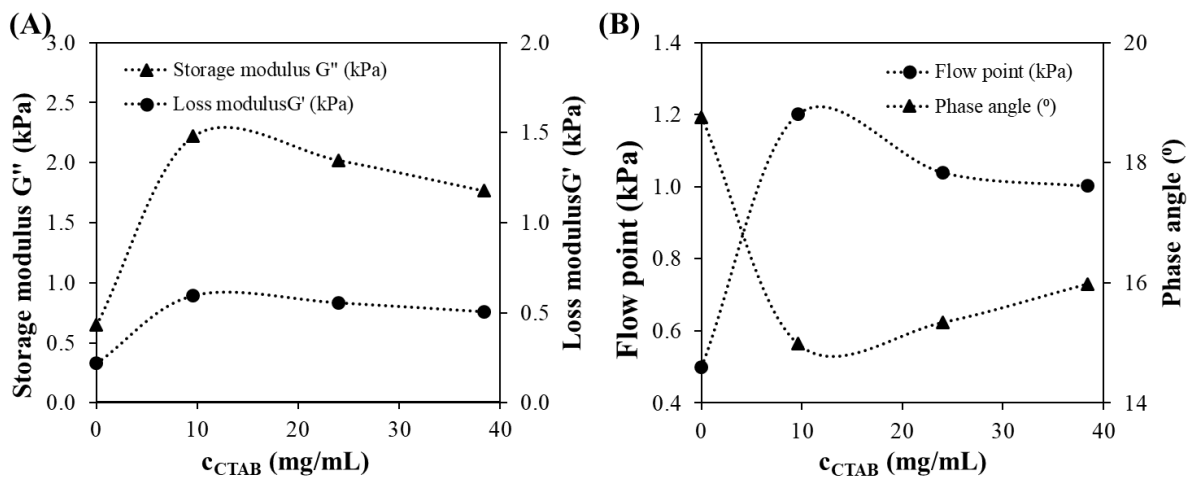 (A)
Storage modulus G" (kPa)
3.0
2.5
2.0
1.5
1.0
0.5
0.0
Storage modulus G" (kPa)
Loss modulusG' (kPa)
2.0
1.5
1.0
0.5
0.0
Loss modulusG' (kPa)
0 10 20 30 40
cCTAB (mg/mL)
(B)
Flow point (kPa)
1.4
1.2
1.0
0.8
0.6
0.4
Flow point (kPa)
Phase angle (º)
20
18
16
14
Phase angle (º)
0 10 20 30 40
cCTAB (mg/mL)